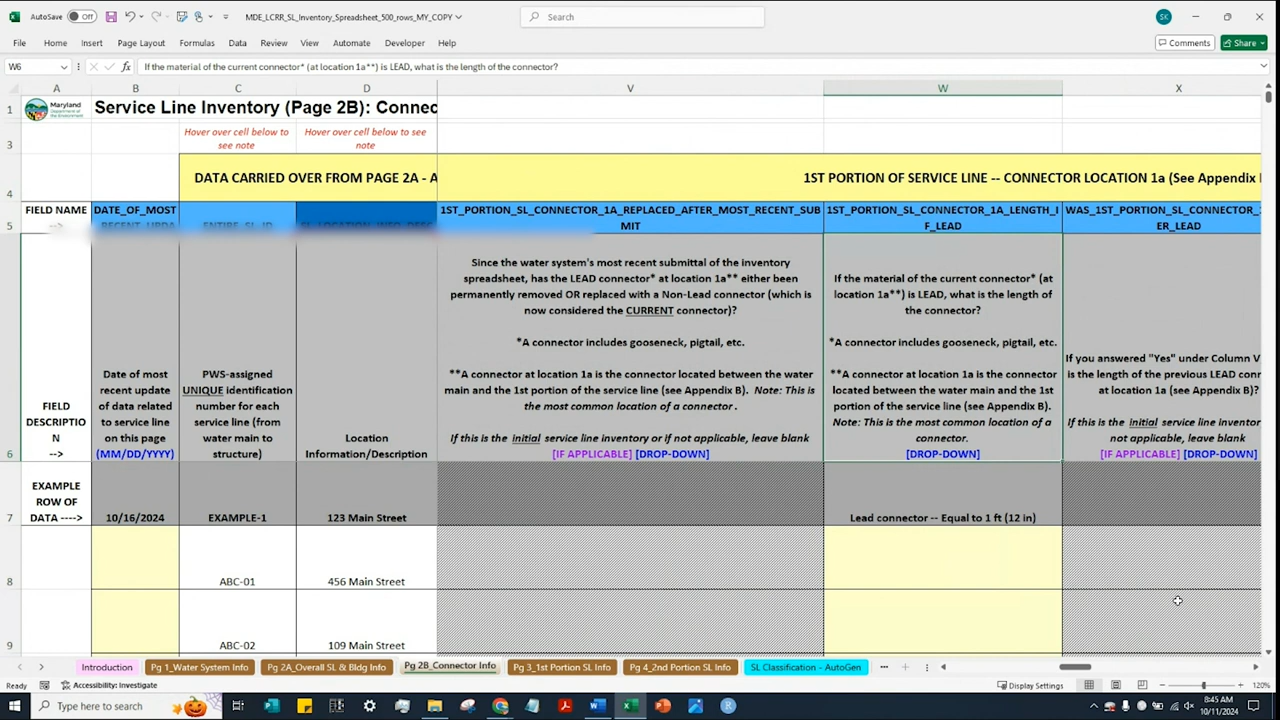 AutoSave Off
MDE_LCRR_SL_Inventory_Spreadsheet_500_rows_MY_COPY
Search
SK
File Home Insert Page Layout Formulas Data Review View Automate Developer Help
Comments
Share
W6
fx If the material of the current connector* (at location 1a**) is LEAD, what is the length of the connector?
A B C D V W X
1
Maryland
Service Line Inventory (Page 2B): Connec
3
Hover over cell below to
see note
Hover over cell below to see
note
4
DATA CARRIED OVER FROM PAGE 2A - A
1ST PORTION OF SERVICE LINE -- CONNECTOR LOCATION 1a (See Appendix
5
FIELD NAME
DATE_OF_MOST
1ST_PORTION_SL_CONNECTOR_1A_REPLACED_AFTER_MOST_RECENT_SUB
MIT
1ST_PORTION_SL_CONNECTOR_1A_LENGTH_I
F_LEAD
WAS_1ST_PORTION_SL_CONNECTOR_
ER_LEAD
6
FIELD
DESCRIPTIO
N
-->
Date of most
recent update
of data related
to service line
on this page
(MM/DD/YYYY)
PWS-assigned
UNIQUE identification
number for each
service line (from
water main to
structure)
Location
Information/Description
Since the water system's most recent submittal of the inventory
spreadsheet, has the LEAD connector* at location 1a** either been
permanently removed OR replaced with a Non-Lead connector (which is
now considered the CURRENT connector)?
*A connector includes gooseneck, pigtail, etc.
**A connector at location 1a is the connector located between the water
main and the 1st portion of the service line (see Appendix B). Note: This is
the most common location of a connector .
If this is the initial service line inventory or if not applicable, leave blank
[IF APPLICABLE] [DROP-DOWN]
If the material of the current connector* (at
location 1a**) is LEAD, what is the length of
the connector?
*A connector includes gooseneck, pigtail, etc.
**A connector at location 1a is the connector
located between the water main and the 1st
portion of the service line (see Appendix B).
Note: This is the most common location of a
connector.
[DROP-DOWN]
If you answered "Yes" under Column V
is the length of the previous LEAD conn
at location 1a (see Appendix B)?
If this is the initial service line inventor
not applicable, leave blank
[IF APPLICABLE] [DROP-DOWN]
7
EXAMPLE
ROW OF
DATA ---->
10/16/2024
EXAMPLE-1
123 Main Street
Lead connector -- Equal to 1 ft (12 in)
8
ABC-01
456 Main Street
9
ABC-02
109 Main Street
Introduction
Pg 1_Water System Info
Pg 2A_Overall SL & Bldg Info
Pg 2B_Connector Info
Pg 3_1st Portion SL Info
Pg 4_2nd Portion SL Info
SL Classification - AutoGen
Ready
Accessibility: Investigate
Display Settings
120%
Type here to search
8:45 AM
10/11/2024